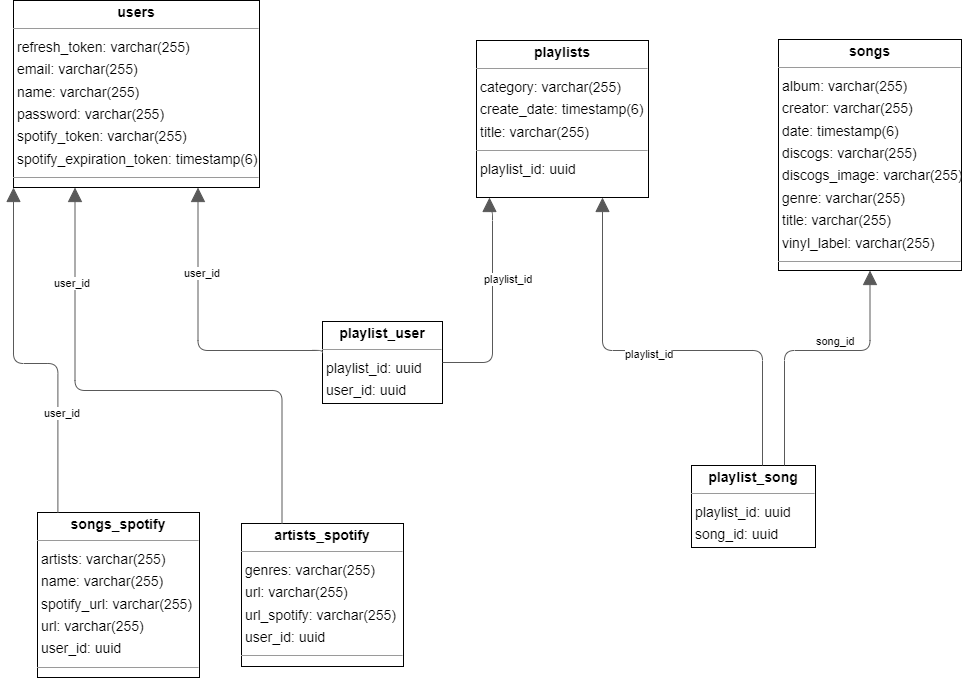 users
refresh_token: varchar(255)
email: varchar(255)
name: varchar(255)
password: varchar(255)
spotify_token: varchar(255)
spotify_expiration_token: timestamp(6)
playlists
category: varchar(255)
create_date: timestamp(6)
title: varchar(255)
playlist_id: uuid
songs
album: varchar(255)
creator: varchar(255)
date: timestamp(6)
discogs: varchar(255)
discogs_image: varchar(255)
genre: varchar(255)
title: varchar(255)
vinyl_label: varchar(255)
user_id
user_id
playlist_id
playlist_user
playlist_id: uuid
user_id: uuid
song_id
playlist_id
user_id
playlist_song
playlist_id: uuid
song_id: uuid
songs_spotify
artists: varchar(255)
name: varchar(255)
spotify_url: varchar(255)
url: varchar(255)
user_id: uuid
artists_spotify
genres: varchar(255)
url: varchar(255)
url_spotify: varchar(255)
user_id: uuid